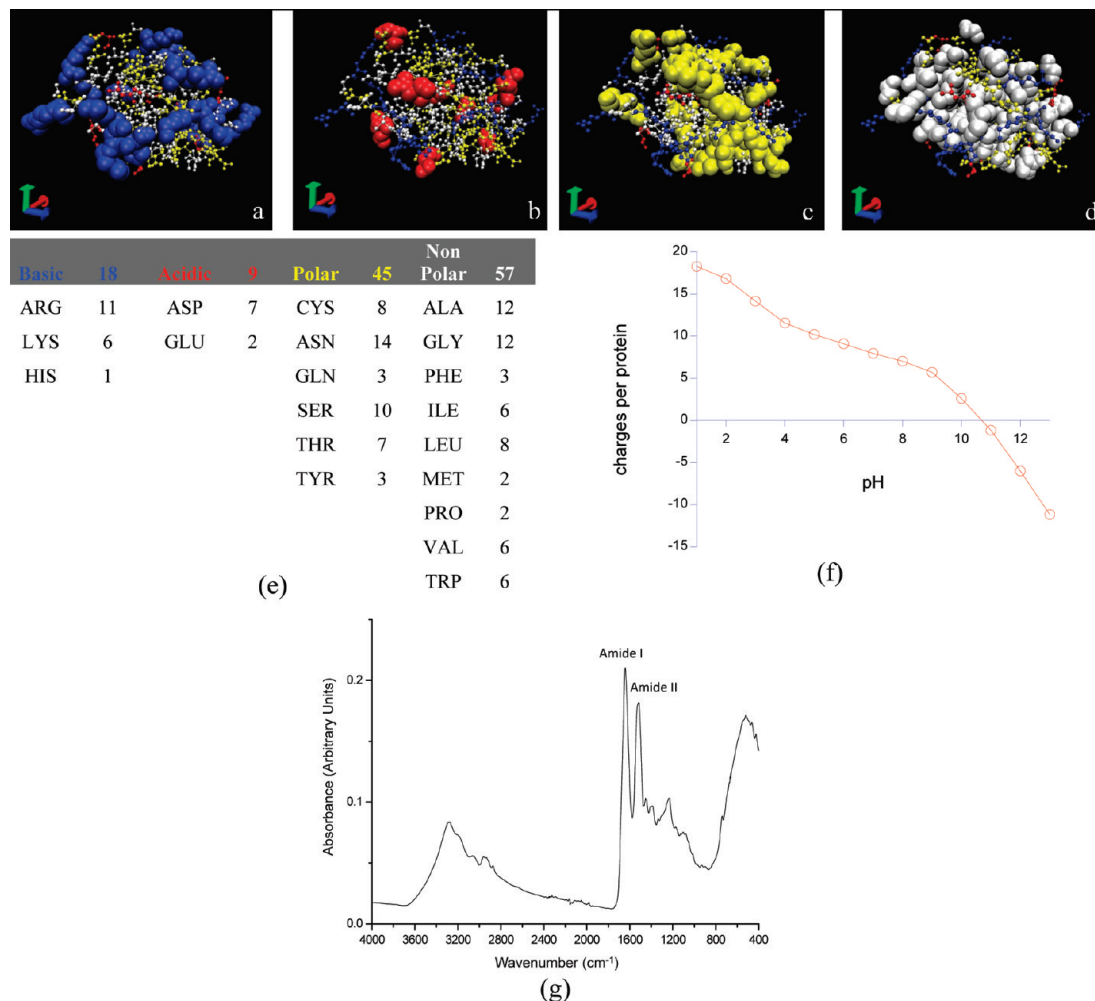 a b c d
Basic 18 Acidic 9 Polar 45 Non Polar 57
ARG 11 ASP 7 CYS 8 ALA 12
LYS 6 GLU 2 ASN 14 GLY 12
HIS 1 GLN 3 PHE 3
SER 10 ILE 6
THR 7 LEU 8
TYR 3 MET 2
PRO 2
VAL 6
TRP 6
(e)
20
15
10
5
0
-5
-10
-15
2 4 6 8 10 12
charges per protein
pH
(f)
Amide I
Amide II
0.2
0.1
0.0
Absorbance (Arbitrary Units)
4000 3600 3200 2800 2400 2000 1600 1200 800 400
Wavenumber (cm⁻¹)
(g)